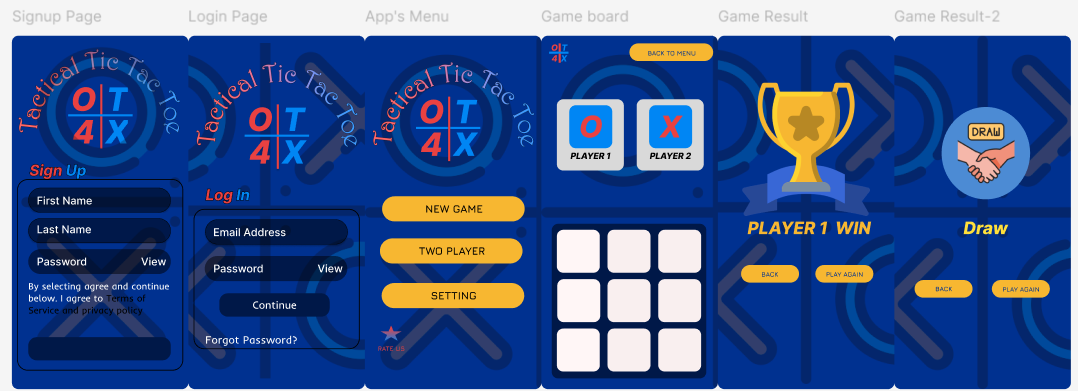 Signup Page
Tactical Tic Tac Toe
O T
4 X
Sign Up
First Name
Last Name
Password View
By selecting agree and continue
below. I agree to Terms of
Service and privacy policy
Login Page
Tactical Tic Tac Toe
O T
4 X
Log In
Email Address
Password View
Continue
Forgot Password?
App's Menu
Tactical Tic Tac Toe
O T
4 X
NEW GAME
TWO PLAYER
SETTING
RATE US
Game board
O T
4 X
BACK TO MENU
O X
PLAYER 1 PLAYER 2
Game Result
PLAYER 1 WIN
BACK PLAY AGAIN
Game Result-2
DRAW
Draw
BACK PLAY AGAIN